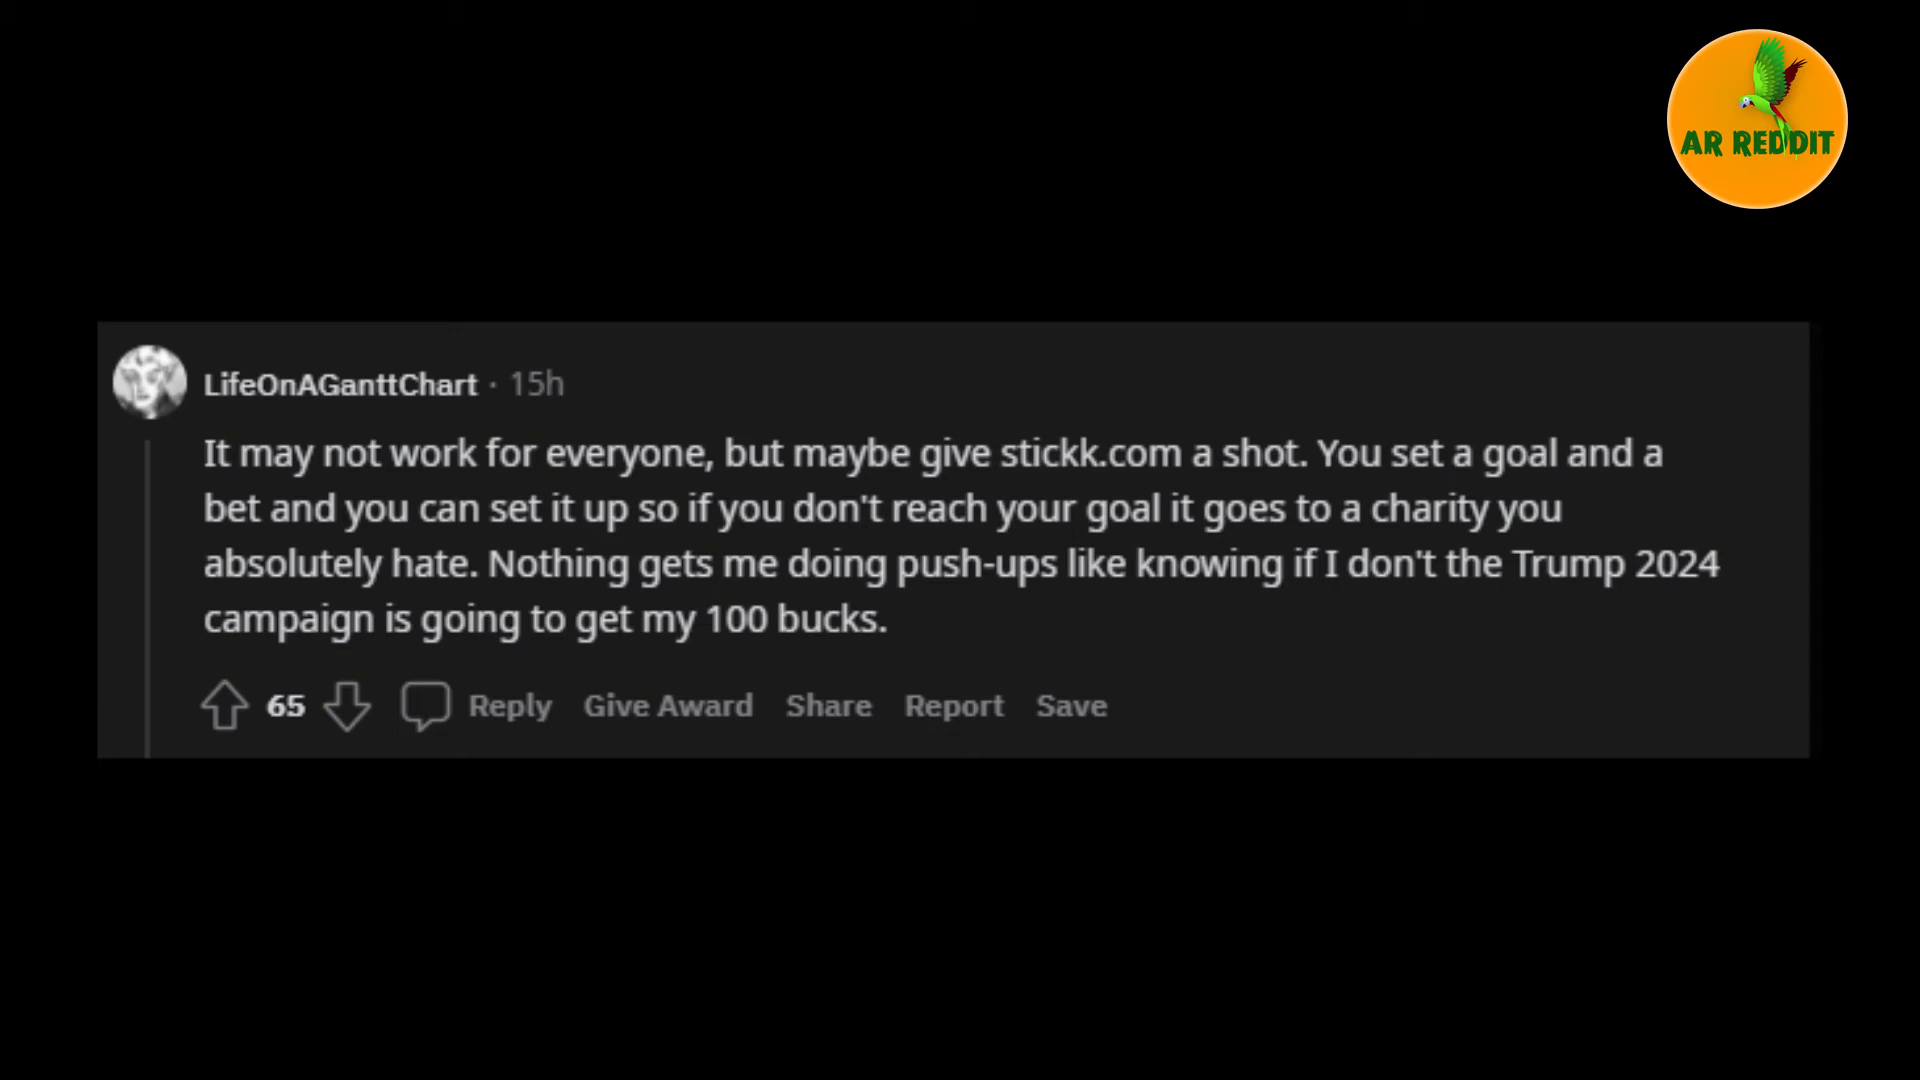 AR REDDIT
LifeOnAGanttChart · 15h
It may not work for everyone, but maybe give stickk.com a shot. You set a goal and a
bet and you can set it up so if you don't reach your goal it goes to a charity you
absolutely hate. Nothing gets me doing push-ups like knowing if I don't the Trump 2024
campaign is going to get my 100 bucks.
65 Reply Give Award Share Report Save